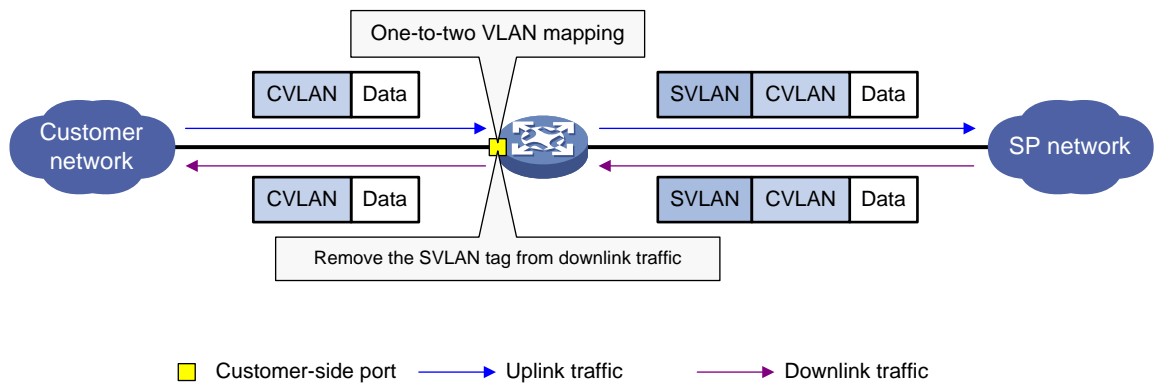 One-to-two VLAN mapping
CVLAN Data
SVLAN CVLAN Data
Customer
network
SP network
CVLAN Data
SVLAN CVLAN Data
Remove the SVLAN tag from downlink traffic
Customer-side port
Uplink traffic
Downlink traffic